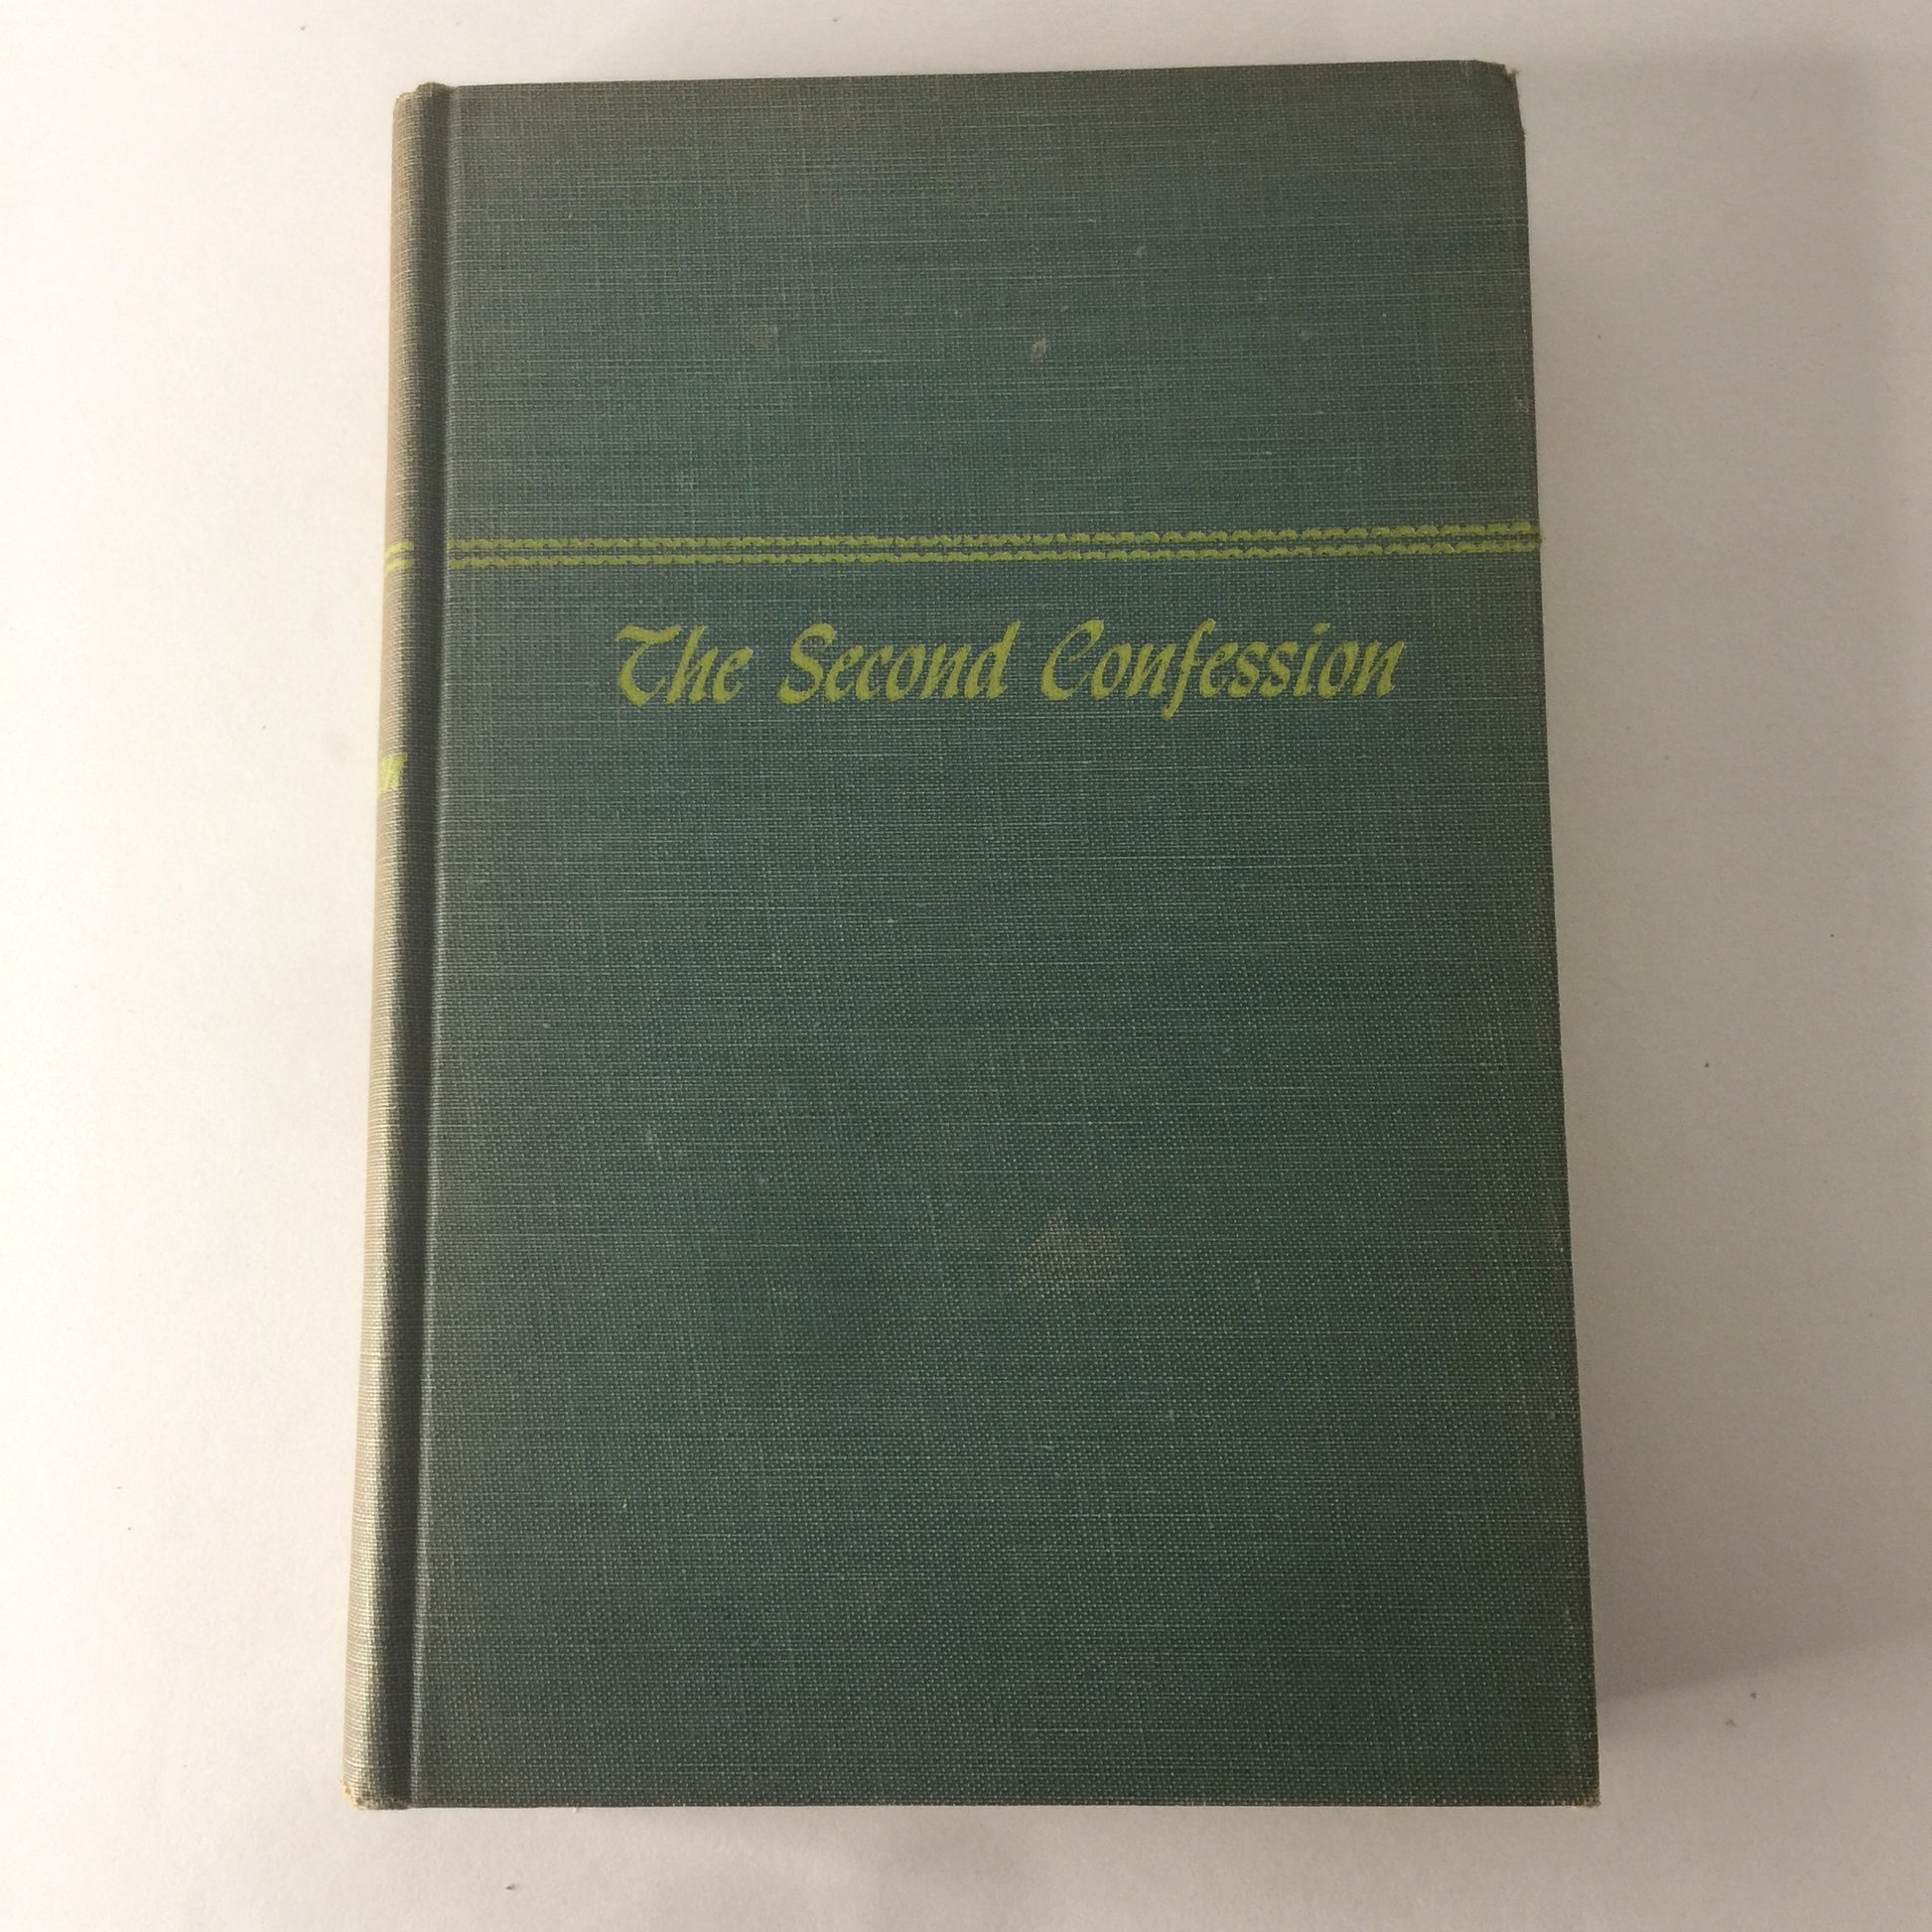 The Second Confession